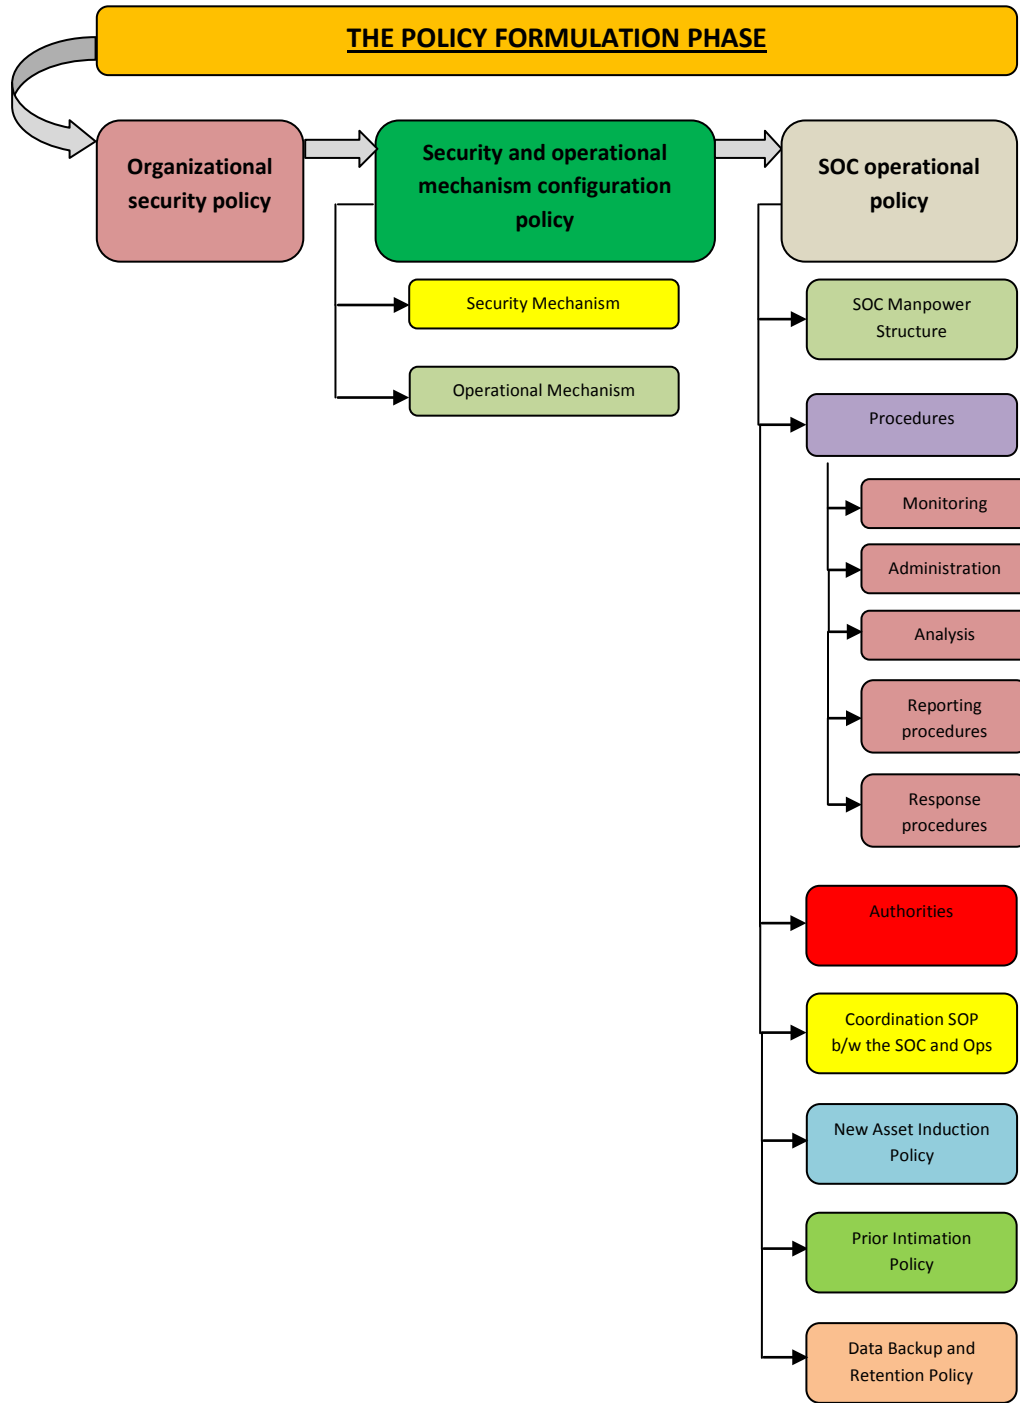 THE POLICY FORMULATION PHASE
Organizational
security policy
Security and operational
mechanism configuration
policy
SOC operational
policy
Security Mechanism
Operational Mechanism
SOC Manpower
Structure
Procedures
Monitoring
Administration
Analysis
Reporting
procedures
Response
procedures
Authorities
Coordination SOP
b/w the SOC and Ops
New Asset Induction
Policy
Prior Intimation
Policy
Data Backup and
Retention Policy